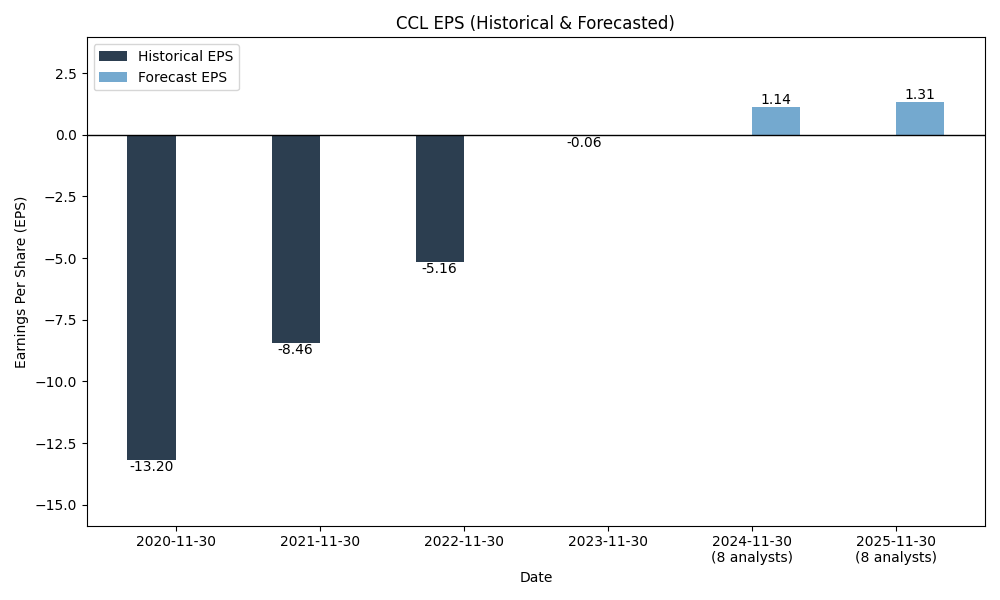 CCL EPS (Historical & Forecasted)
Historical EPS
Forecast EPS
Earnings Per Share (EPS)
2.5
0.0
−2.5
−5.0
−7.5
−10.0
−12.5
−15.0
-13.20
-8.46
-5.16
-0.06
1.14
1.31
2020-11-30
2021-11-30
2022-11-30
2023-11-30
2024-11-30
(8 analysts)
2025-11-30
(8 analysts)
Date